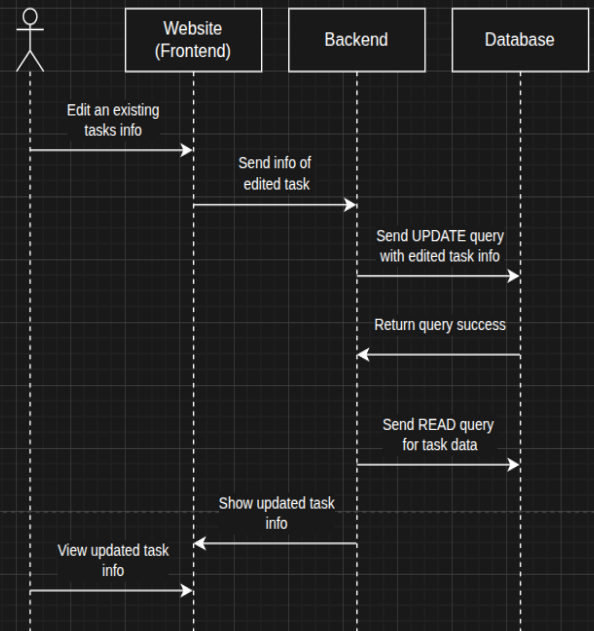 Website
(Frontend)
Backend
Database
Edit an existing
tasks info
Send info of
edited task
Send UPDATE query
with edited task info
Return query success
Send READ query
for task data
Show updated task
info
View updated task
info